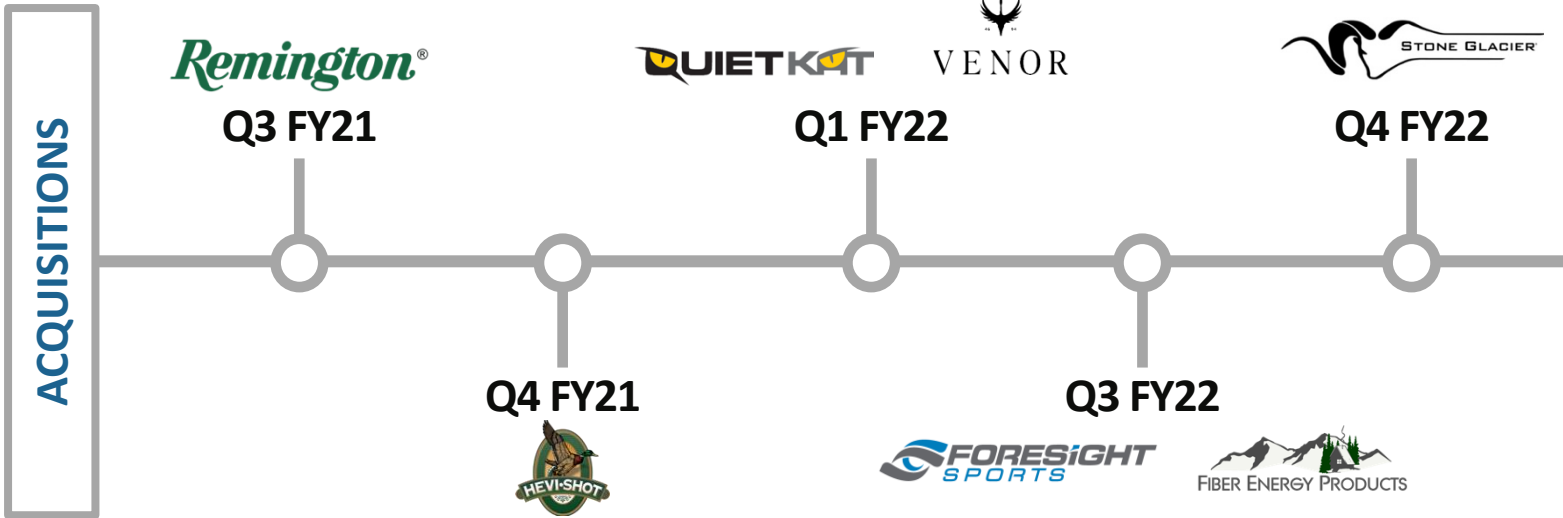 ACQUISITIONS
Remington®
Q3 FY21
QUIETKAT
VENOR
Q1 FY22
STONE GLACIER
Q4 FY22
Q4 FY21
HEVI•SHOT
Q3 FY22
FORESiGHT
SPORTS
FIBER ENERGY PRODUCTS